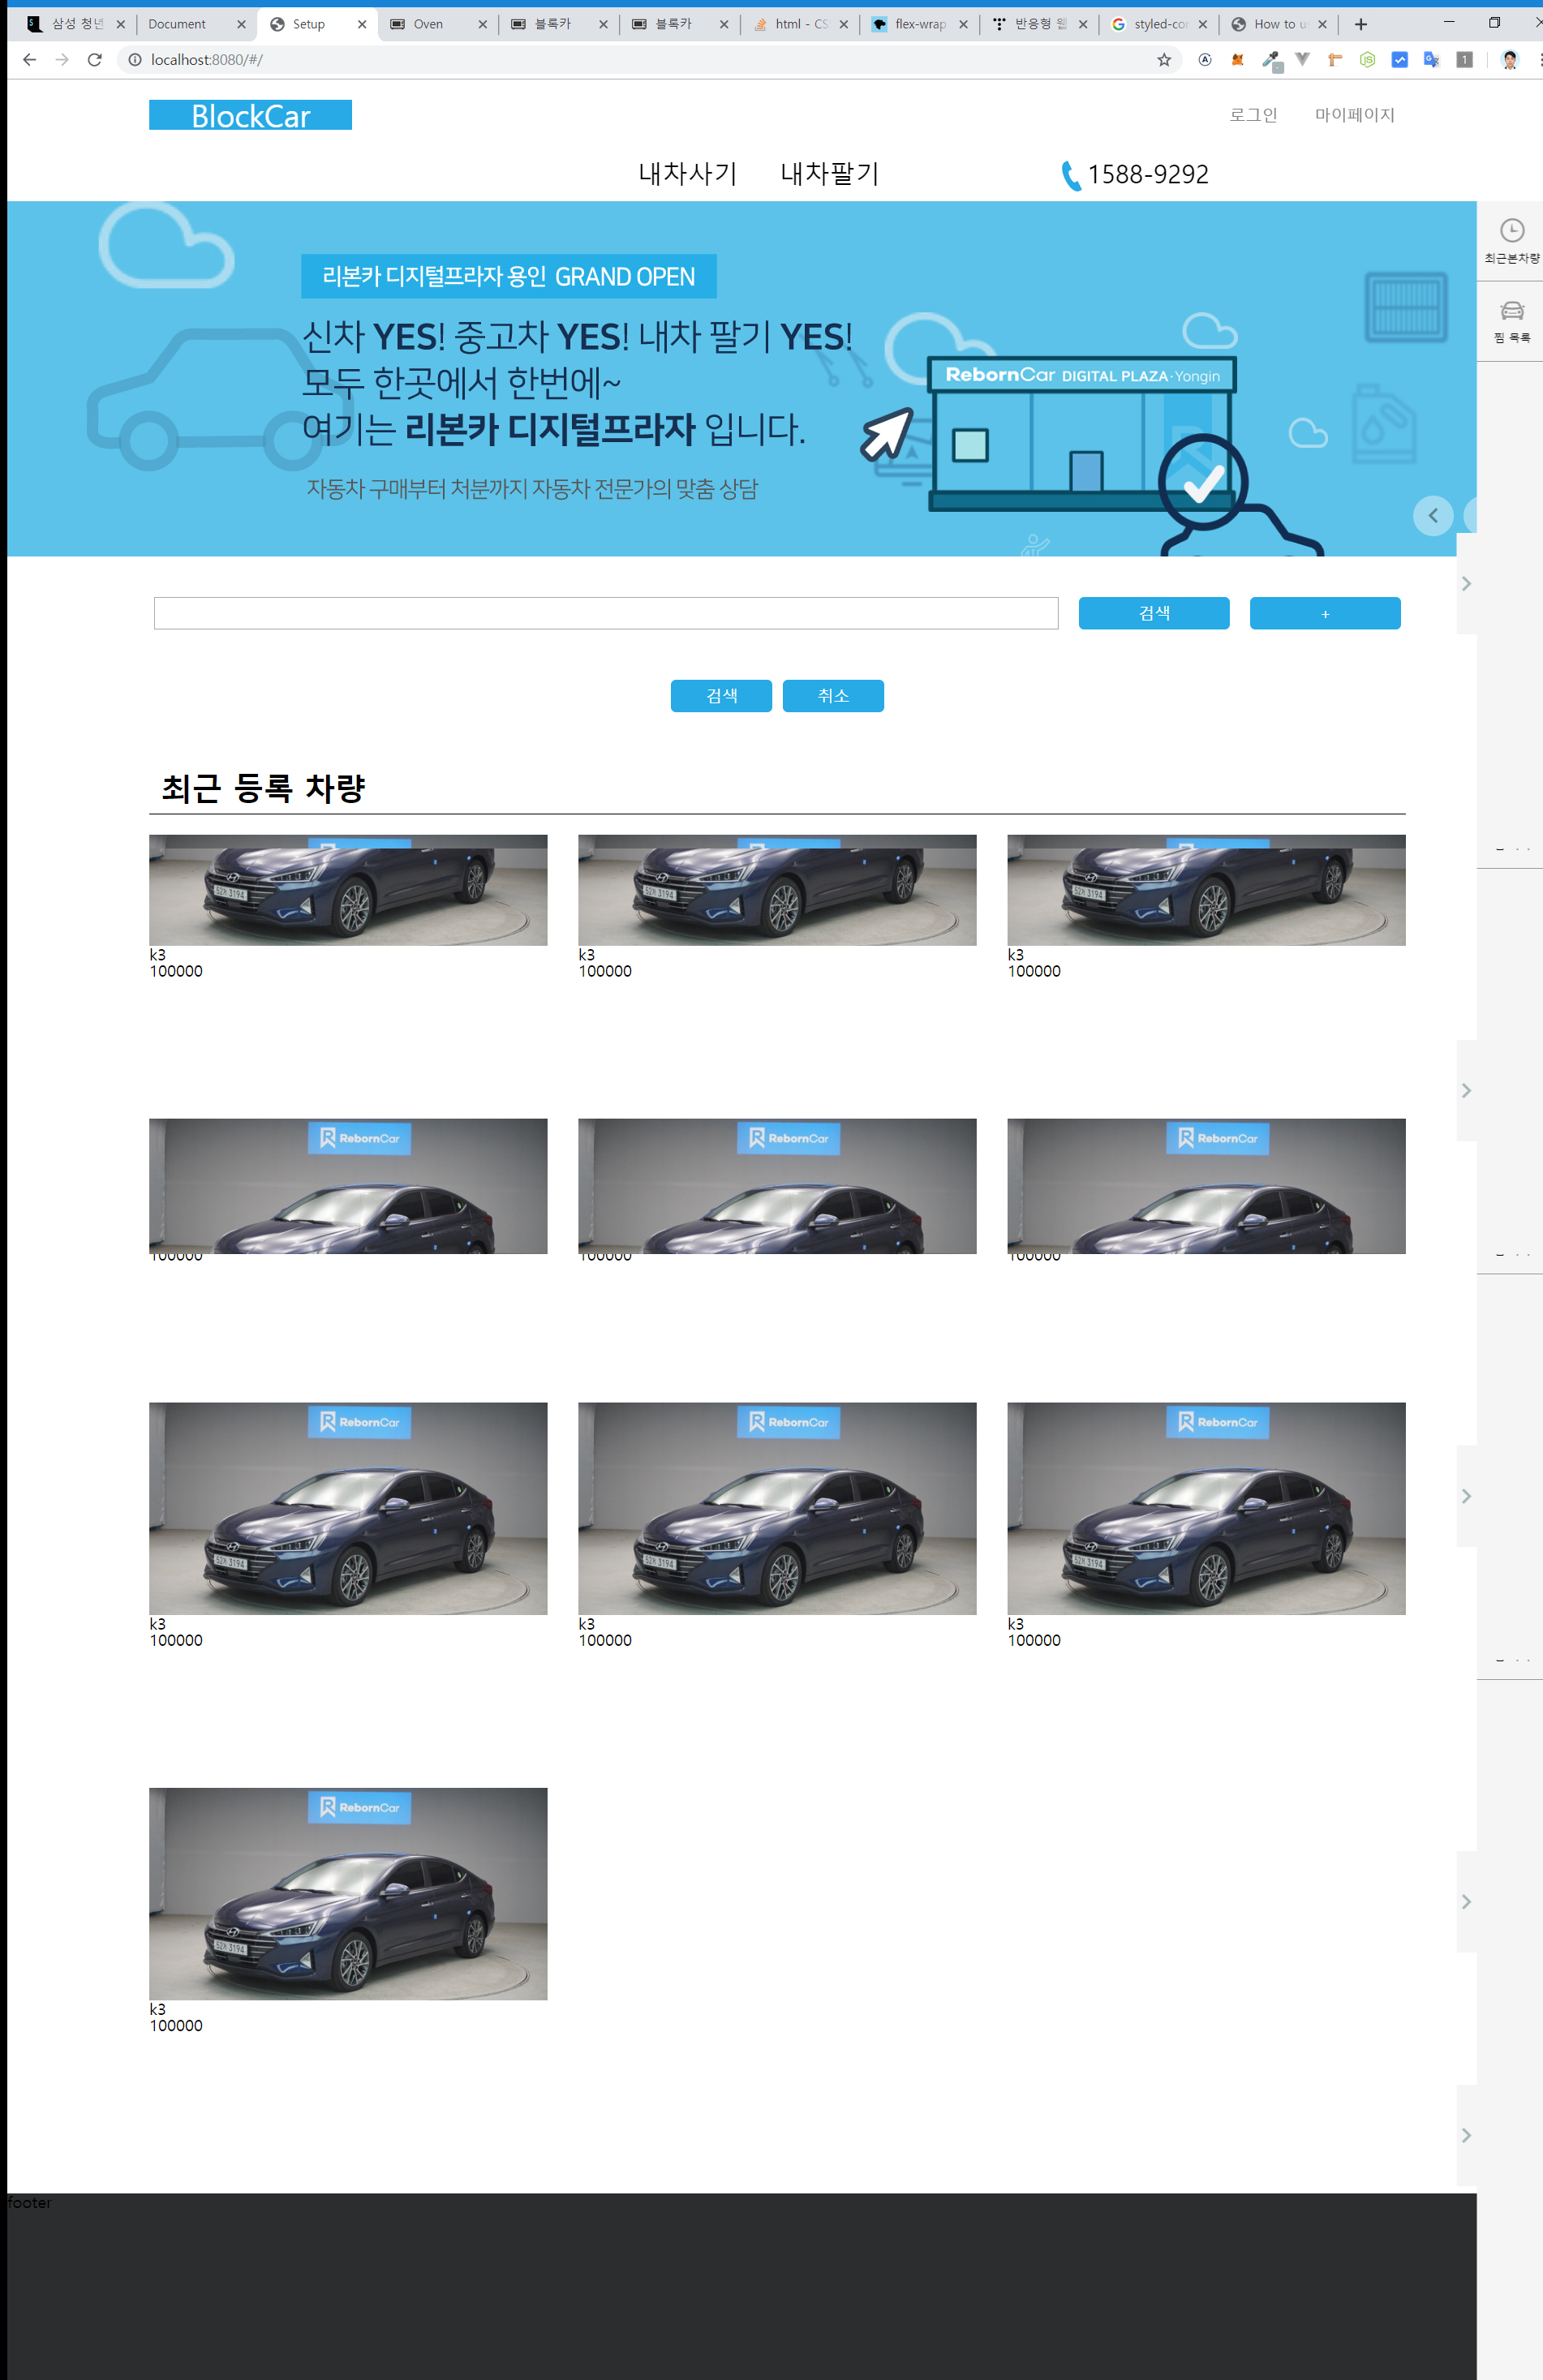 삼성 청년
Document
Setup
Oven
블록카
블록카
html - CS
flex-wrap
반응형 웹
styled-co
How to u
localhost:8080/#/
BlockCar
로그인
마이페이지
내차사기
내차팔기
1588-9292
최근본차량
찜 목록
리본카 디지털프라자 용인 GRAND OPEN
신차 YES! 중고차 YES! 내차 팔기 YES!
모두 한곳에서 한번에~
여기는 리본카 디지털프라자 입니다.
자동차 구매부터 처분까지 자동차 전문가의 맞춤 상담
RebornCar DIGITAL PLAZA·Yongin
검색
+
검색
취소
최근 등록 차량
k3
100000
k3
100000
k3
100000
RebornCar
RebornCar
RebornCar
100000
100000
100000
RebornCar
RebornCar
RebornCar
k3
100000
k3
100000
k3
100000
RebornCar
k3
100000
footer